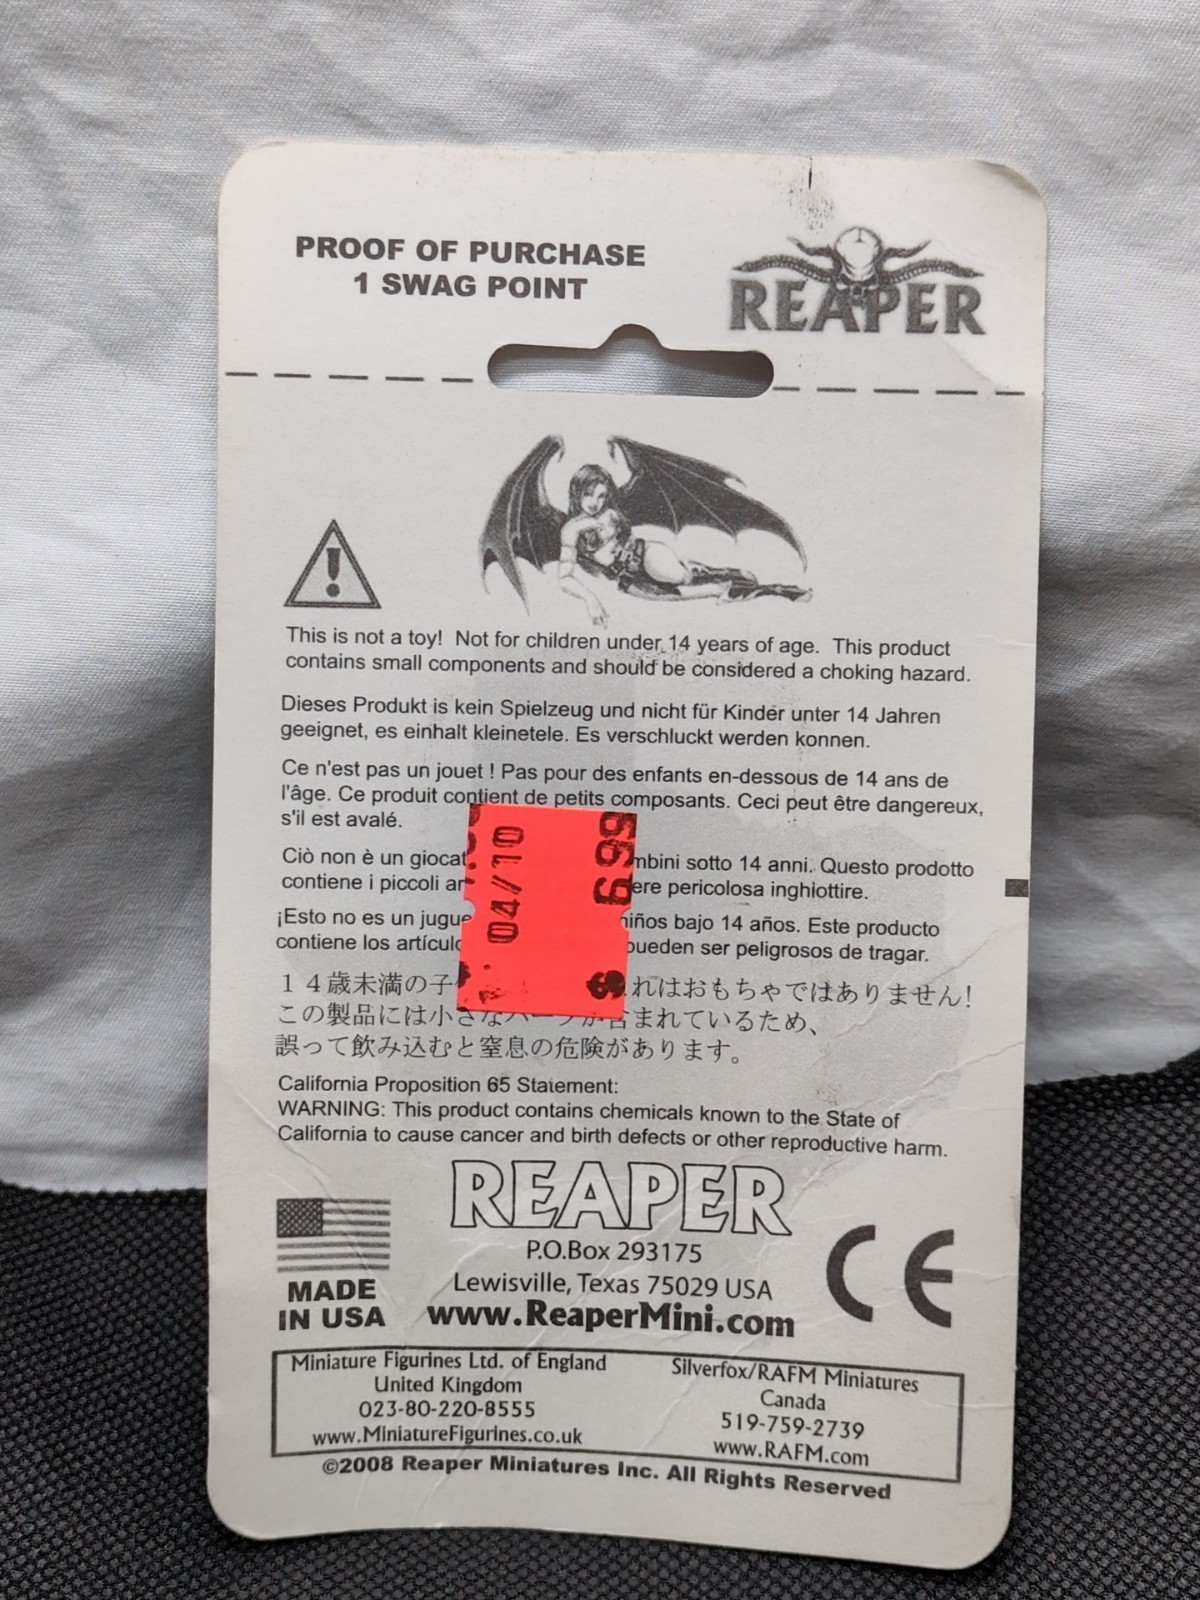 PROOF OF PURCHASE
1 SWAG POINT
REAPER
This is not a toy!  Not for children under 14 years of age.  This product
contains small components and should be considered a choking hazard.
Dieses Produkt is kein Spielzeug und nicht für Kinder unter 14 Jahren
geeignet, es einhalt kleinetele. Es verschluckt werden konnen.
Ce n'est pas un jouet ! Pas pour des enfants en-dessous de 14 ans de
l'âge. Ce produit contient de petits composants. Ceci peut être dangereux,
s'il est avalé.
Ciò non è un giocat mbini sotto 14 anni. Questo prodotto
contiene i piccoli ar ere pericolosa inghiottire.
¡Esto no es un jugue niños bajo 14 años. Este producto
contiene los artículo pueden ser peligrosos de tragar.
04/10
6.99
14歳未満の子 れはおもちゃではありません!
この製品には小さなパーツが含まれているため、
誤って飲み込むと窒息の危険があります。
California Proposition 65 Statement:
WARNING: This product contains chemicals known to the State of
California to cause cancer and birth defects or other reproductive harm.
REAPER
P.O.Box 293175
Lewisville, Texas 75029 USA
www.ReaperMini.com
MADE
IN USA
CE
Miniature Figurines Ltd. of England
United Kingdom
023-80-220-8555
www.MiniatureFigurines.co.uk
Silverfox/RAFM Miniatures
Canada
519-759-2739
www.RAFM.com
©2008 Reaper Miniatures Inc. All Rights Reserved